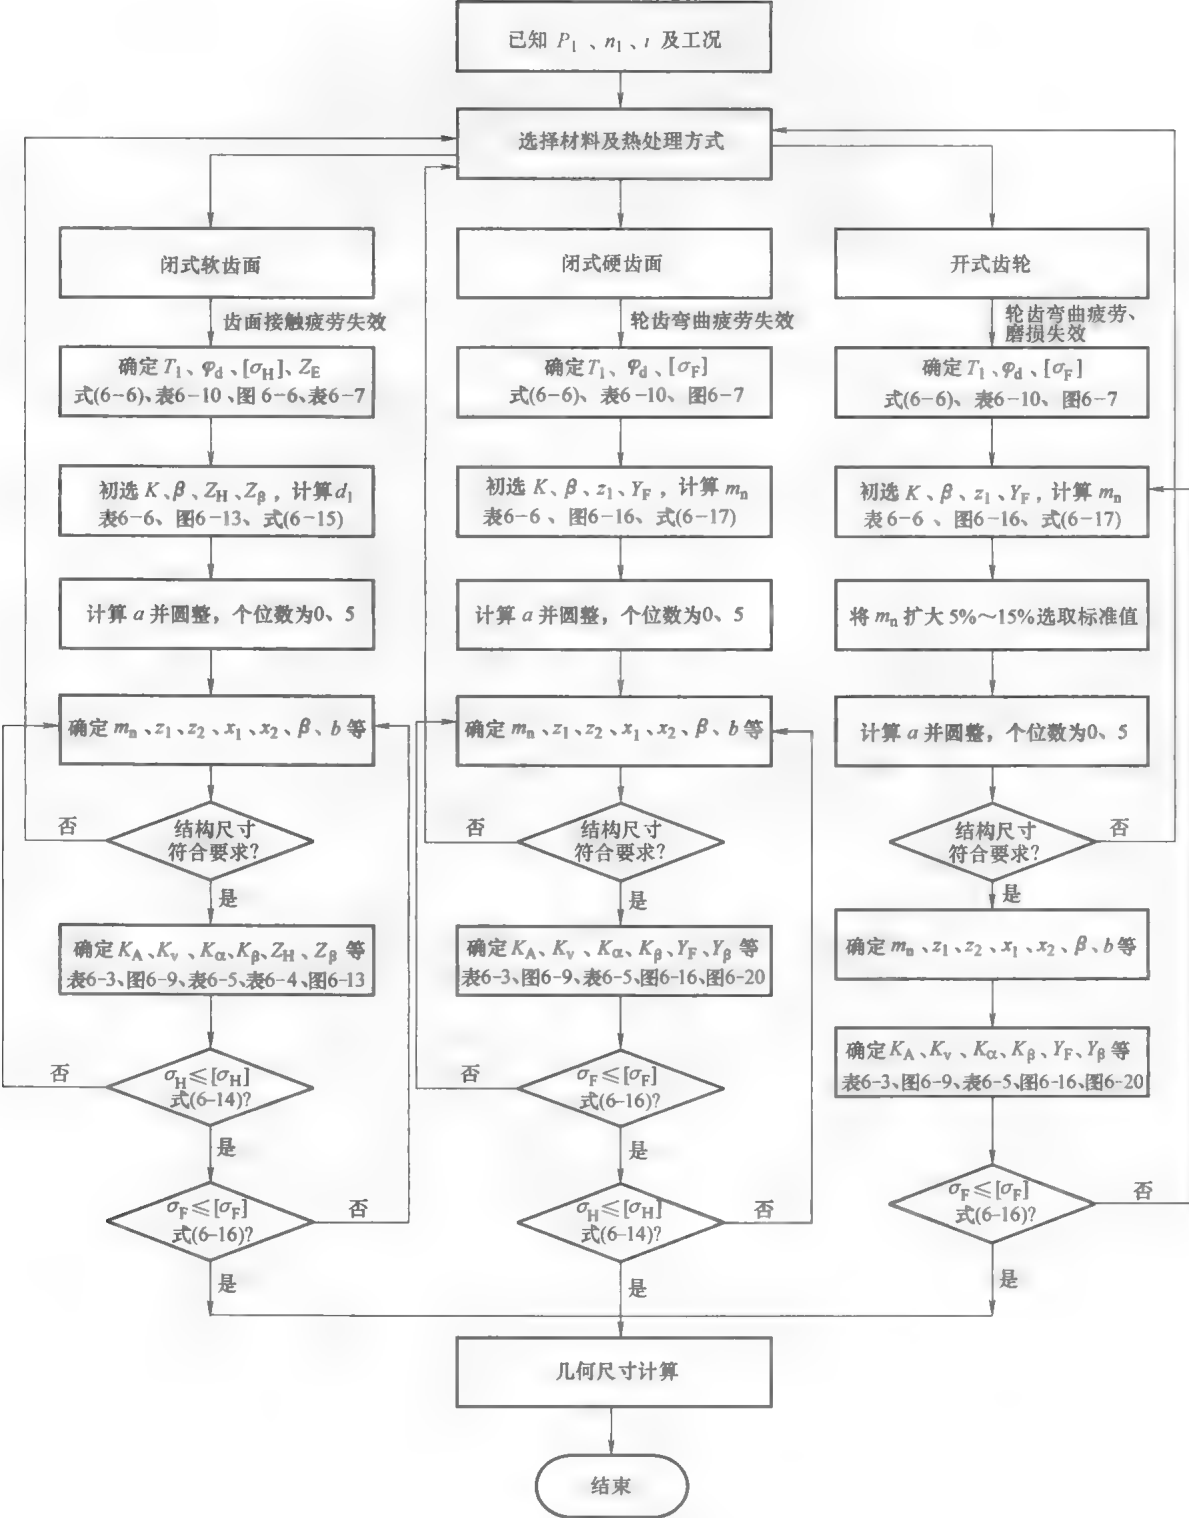 已知 P₁、n₁、i 及工况
选择材料及热处理方式
闭式软齿面
齿面接触疲劳失效
确定 T₁、φd、[σH]、ZE
式(6-6)、表6-10、图 6-6、表6-7
初选 K、β、ZH、Zβ，计算d₁
表6-6、图6-13、式(6-15)
计算 a 并圆整，个位数为0、5
确定 mn、z₁、z₂、x₁、x₂、β、b 等
结构尺寸
符合要求?
否
是
确定 KA、Kv、Kα、Kβ、ZH、Zβ 等
表6-3、图6-9、表6-5、表6-4、图6-13
σH≤[σH]
式(6-14)?
否
是
σF≤[σF]
式(6-16)?
否
是
闭式硬齿面
轮齿弯曲疲劳失效
确定 T₁、φd、[σF]
式(6-6)、表6-10、图6-7
初选 K、β、z₁、YF，计算 mn
表6-6、图6-16、式(6-17)
计算 a 并圆整，个位数为0、5
确定 mn、z₁、z₂、x₁、x₂、β、b 等
结构尺寸
符合要求?
否
是
确定 KA、Kv、Kα、Kβ、YF、Yβ 等
表6-3、图6-9、表6-5、图6-16、图6-20
σF≤[σF]
式(6-16)?
否
是
σH≤[σH]
式(6-14)?
否
是
开式齿轮
轮齿弯曲疲劳、
磨损失效
确定 T₁、φd、[σF]
式(6-6)、表6-10、图6-7
初选 K、β、z₁、YF，计算 mn
表6-6、图6-16、式(6-17)
将 mn 扩大 5%～15%选取标准值
计算 a 并圆整，个位数为0、5
结构尺寸
符合要求?
否
是
确定 mn、z₁、z₂、x₁、x₂、β、b 等
确定 KA、Kv、Kα、Kβ、YF、Yβ 等
表6-3、图6-9、表6-5、图6-16、图6-20
σF≤[σF]
式(6-16)?
否
是
几何尺寸计算
结束